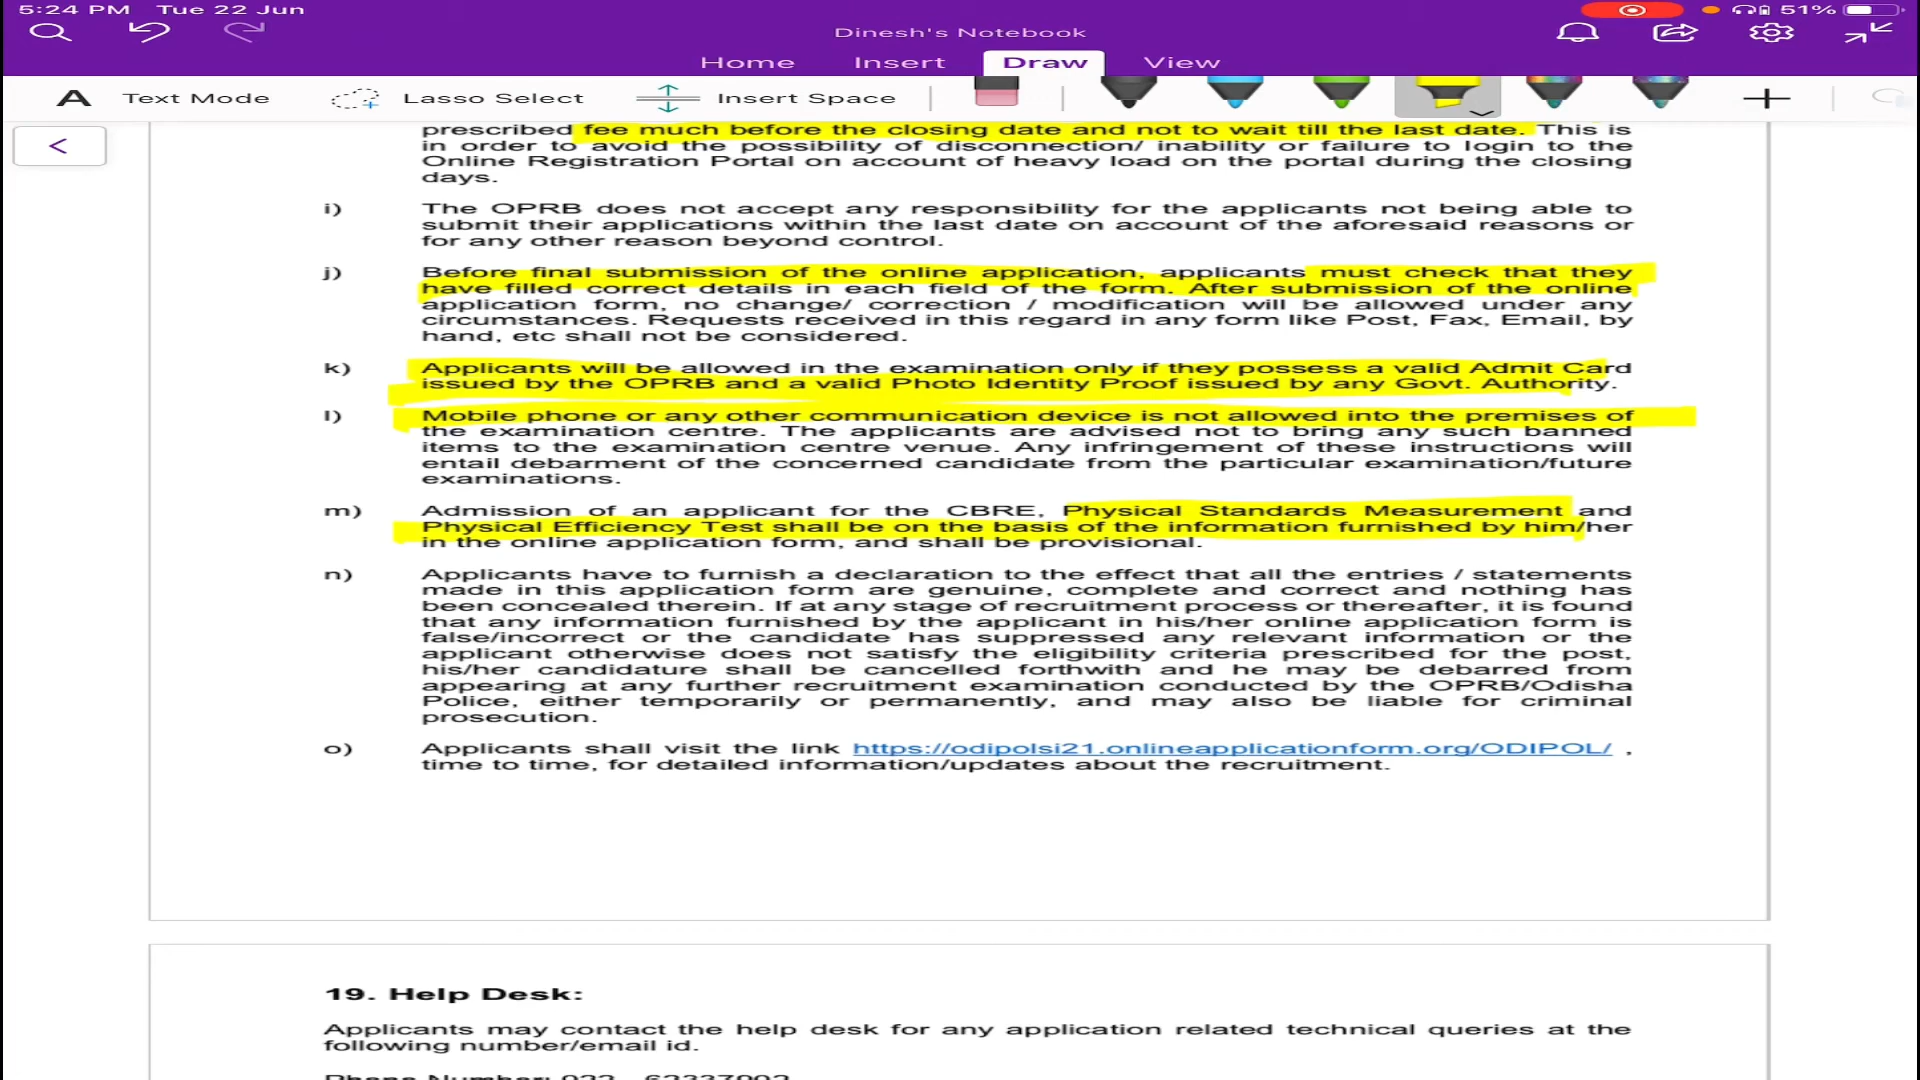 5:24 PM Tue 22 Jun
51%
Dinesh's Notebook
Home Insert Draw View
A Text Mode Lasso Select Insert Space
prescribed fee much before the closing date and not to wait till the last date. This is
in order to avoid the possibility of disconnection/ inability or failure to login to the
Online Registration Portal on account of heavy load on the portal during the closing
days.
i) The OPRB does not accept any responsibility for the applicants not being able to
submit their applications within the last date on account of the aforesaid reasons or
for any other reason beyond control.
j) Before final submission of the online application, applicants must check that they
have filled correct details in each field of the form. After submission of the online
application form, no change/ correction / modification will be allowed under any
circumstances. Requests received in this regard in any form like Post, Fax, Email, by
hand, etc shall not be considered.
k) Applicants will be allowed in the examination only if they possess a valid Admit Card
issued by the OPRB and a valid Photo Identity Proof issued by any Govt. Authority.
l) Mobile phone or any other communication device is not allowed into the premises of
the examination centre. The applicants are advised not to bring any such banned
items to the examination centre venue. Any infringement of these instructions will
entail debarment of the concerned candidate from the particular examination/future
examinations.
m) Admission of an applicant for the CBRE, Physical Standards Measurement and
Physical Efficiency Test shall be on the basis of the information furnished by him/her
in the online application form, and shall be provisional.
n) Applicants have to furnish a declaration to the effect that all the entries / statements
made in this application form are genuine, complete and correct and nothing has
been concealed therein. If at any stage of recruitment process or thereafter, it is found
that any information furnished by the applicant in his/her online application form is
false/incorrect or the candidate has suppressed any relevant information or the
applicant otherwise does not satisfy the eligibility criteria prescribed for the post,
his/her candidature shall be cancelled forthwith and he may be debarred from
appearing at any further recruitment examination conducted by the OPRB/Odisha
Police, either temporarily or permanently, and may also be liable for criminal
prosecution.
o) Applicants shall visit the link https://odipolsi21.onlineapplicationform.org/ODIPOL/ ,
time to time, for detailed information/updates about the recruitment.
19. Help Desk:
Applicants may contact the help desk for any application related technical queries at the
following number/email id.
Phone Number: 022 - 62337902